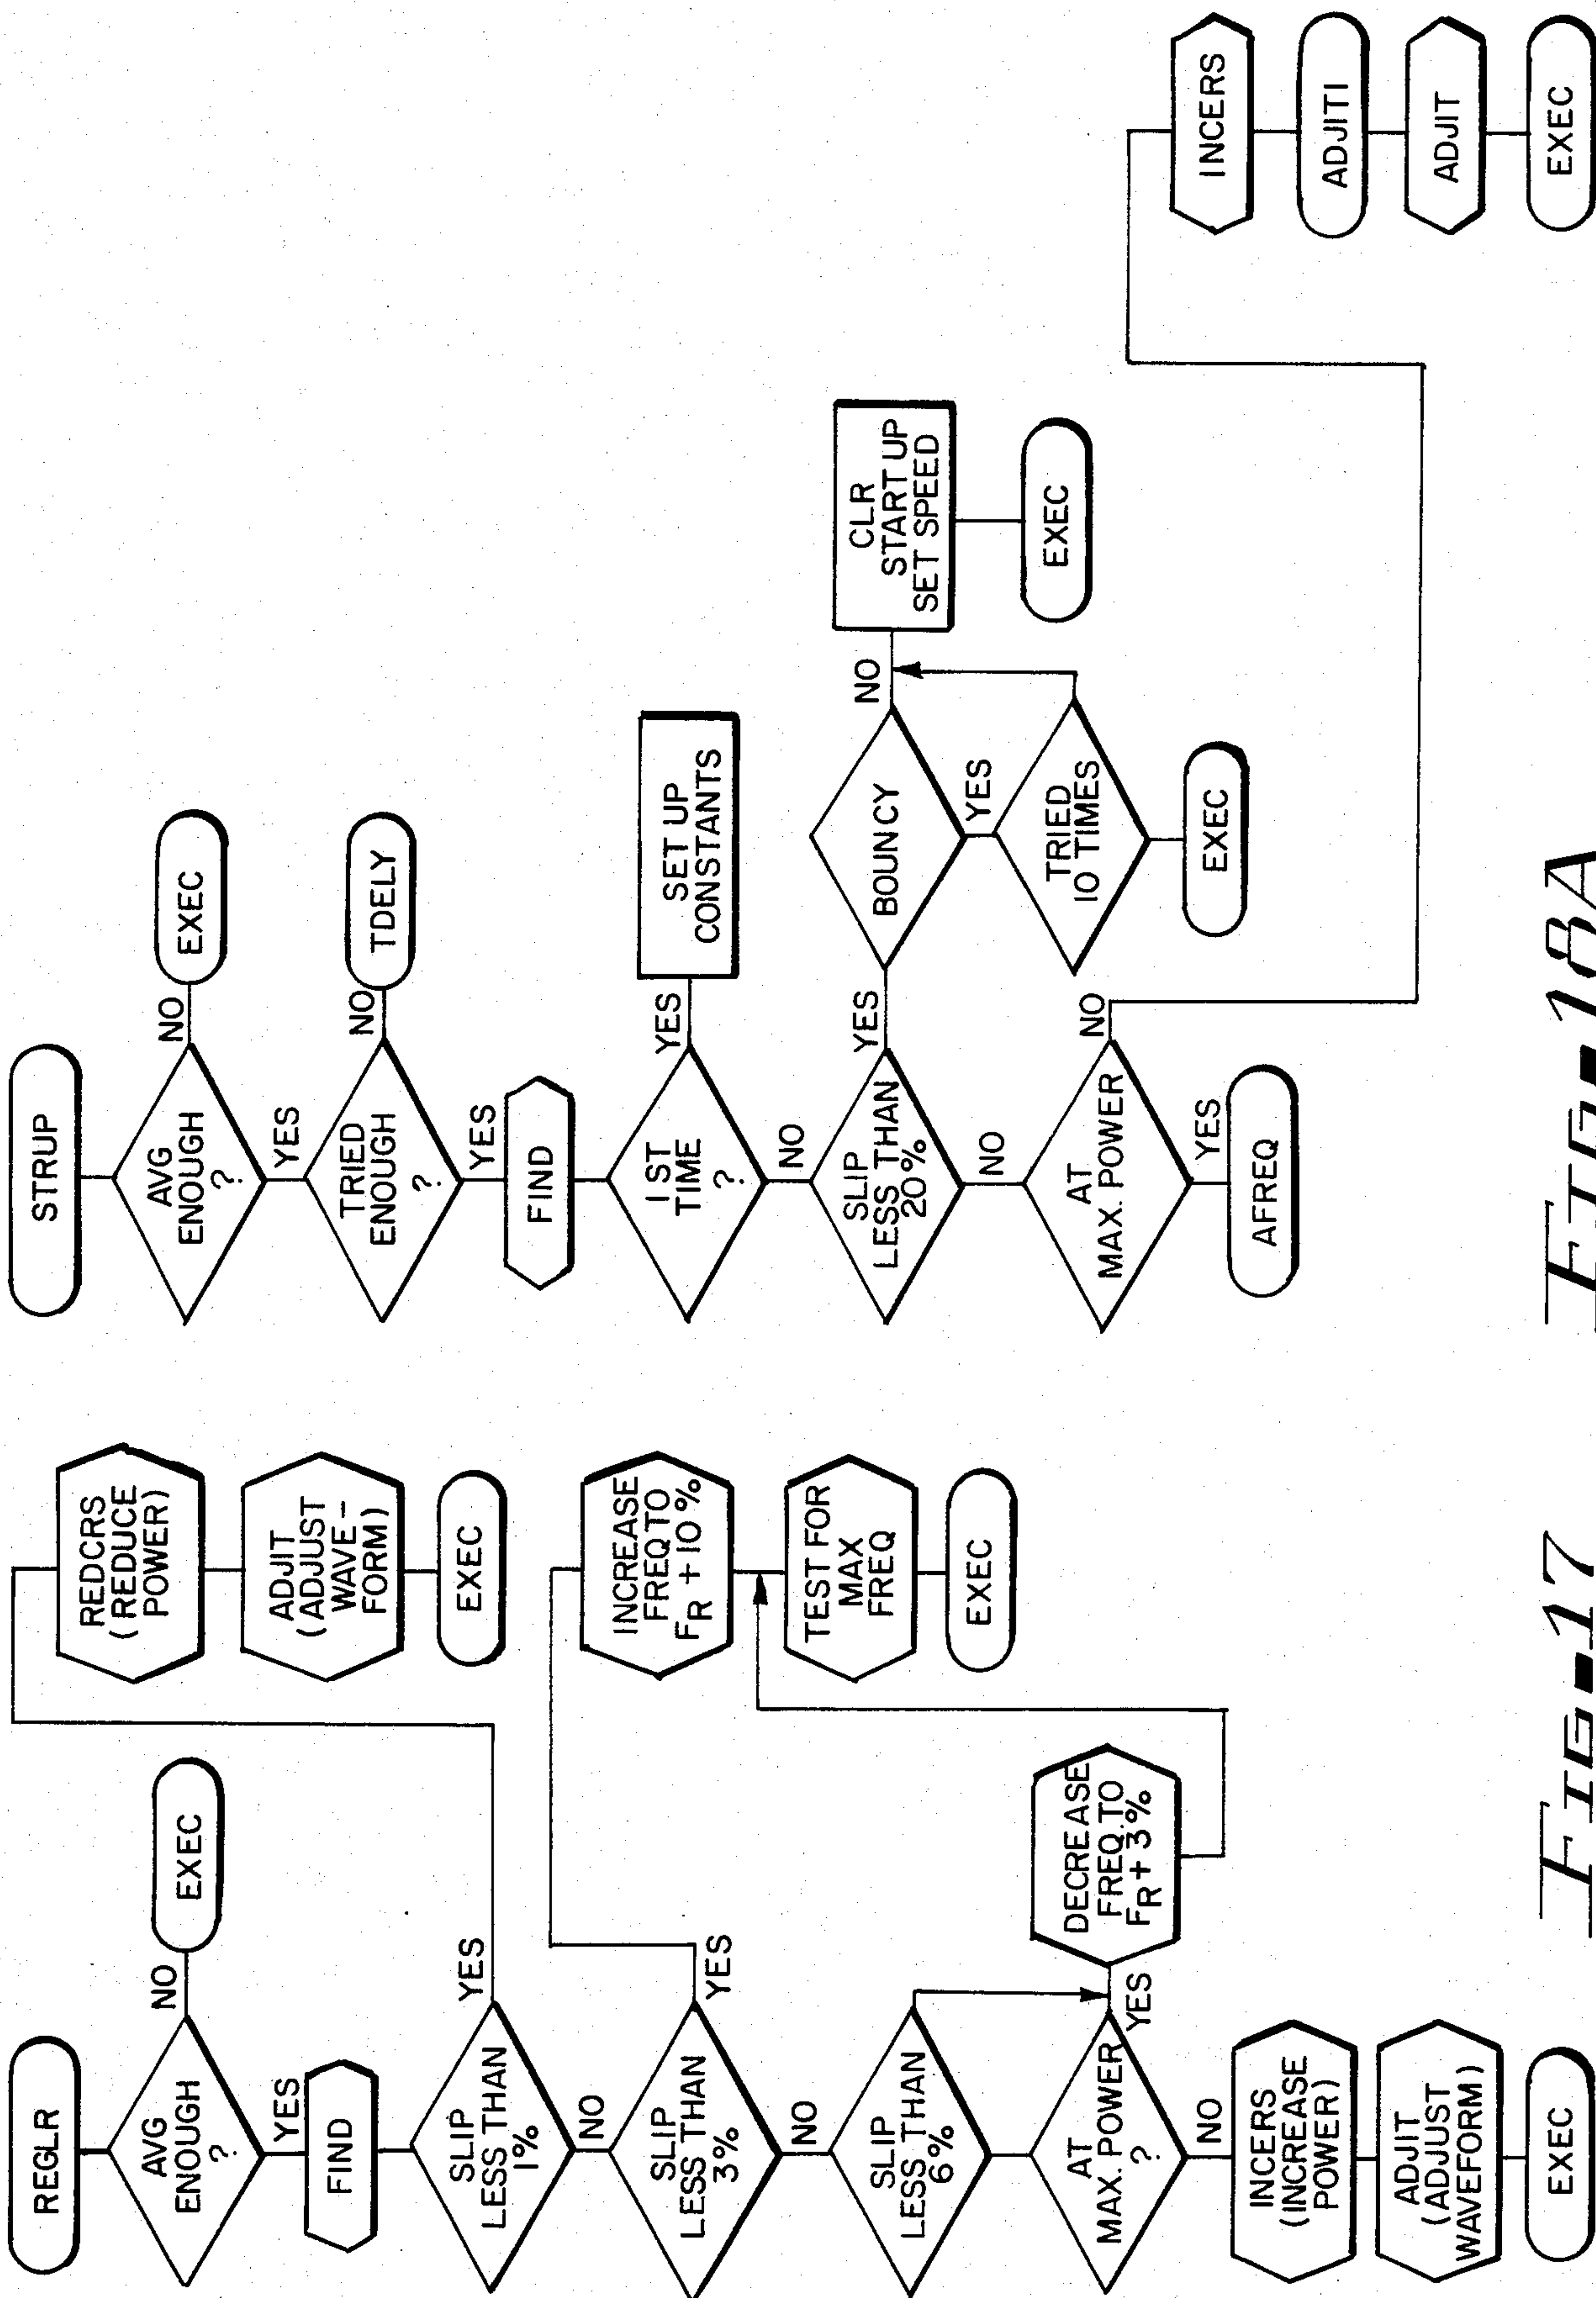 REGLR
AVG
ENOUGH
?
NO
EXEC
YES
FIND
SLIP
LESS THAN
1%
YES
REDCRS
(REDUCE
POWER)
ADJIT
(ADJUST
WAVE-
FORM)
EXEC
NO
SLIP
LESS THAN
3%
YES
INCREASE
FREQ TO
FR + 10%
TEST FOR
MAX
FREQ
EXEC
NO
SLIP
LESS THAN
6%
AT
MAX. POWER
?
YES
DECREASE
FREQ. TO
FR + 3%
NO
INCERS
(INCREASE
POWER)
ADJIT
(ADJUST
WAVEFORM)
EXEC
FIG-17
STRUP
AVG
ENOUGH
?
NO
EXEC
YES
TRIED
ENOUGH
?
NO
TDELY
YES
FIND
1 ST
TIME
?
YES
SET UP
CONSTANTS
NO
SLIP
LESS THAN
20%
YES
BOUNCY
NO
CLR
START UP
SET SPEED
EXEC
YES
TRIED
10 TIMES
EXEC
NO
AT
MAX. POWER
YES
AFREQ
NO
INCERS
ADJIT1
ADJIT
EXEC
FIG-18A